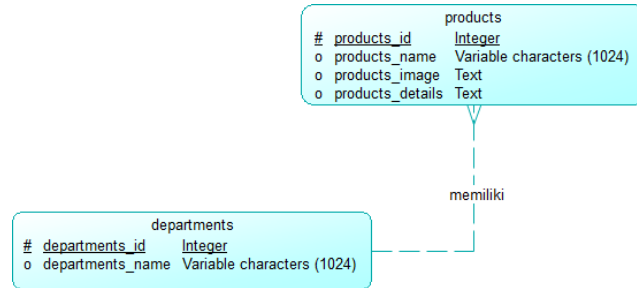 products
# products_id Integer
o products_name Variable characters (1024)
o products_image Text
o products_details Text
memiliki
departments
# departments_id Integer
o departments_name Variable characters (1024)